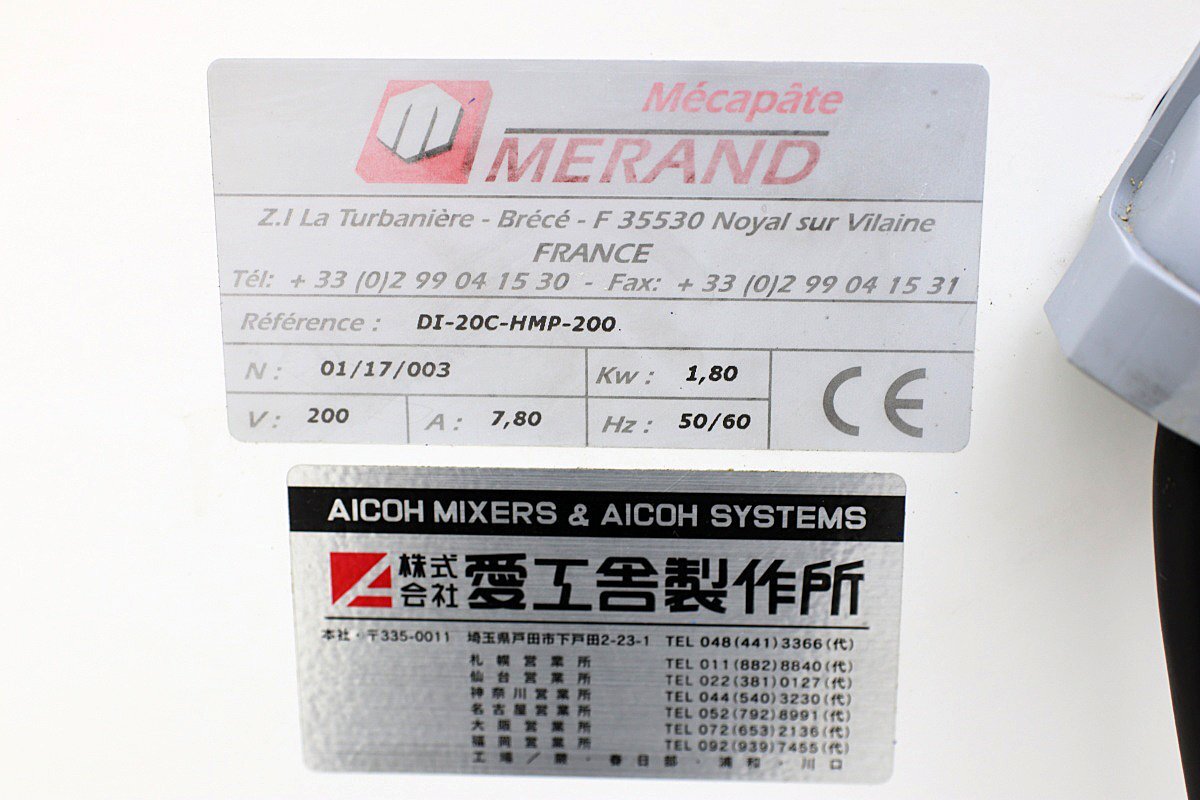 Mécapâte
MERAND
Z.I La Turbanière - Brécé - F 35530 Noyal sur Vilaine
FRANCE
Tél: + 33 (0)2 99 04 15 30 - Fax: + 33 (0)2 99 04 15 31
Référence : DI-20C-HMP-200
N : 01/17/003
Kw : 1,80
V : 200 A : 7,80 Hz : 50/60
CE
AICOH MIXERS & AICOH SYSTEMS
株式会社 愛工舎製作所
本社・〒335-0011 埼玉県戸田市下戸田2-23-1 TEL 048(441)3366(代)
札幌営業所 TEL 011(882)8840(代)
仙台営業所 TEL 022(381)0127(代)
神奈川営業所 TEL 044(540)3230(代)
名古屋営業所 TEL 052(792)8991(代)
大阪営業所 TEL 072(653)2136(代)
福岡営業所 TEL 092(939)7455(代)
工場/蕨・春日部・浦和・川口